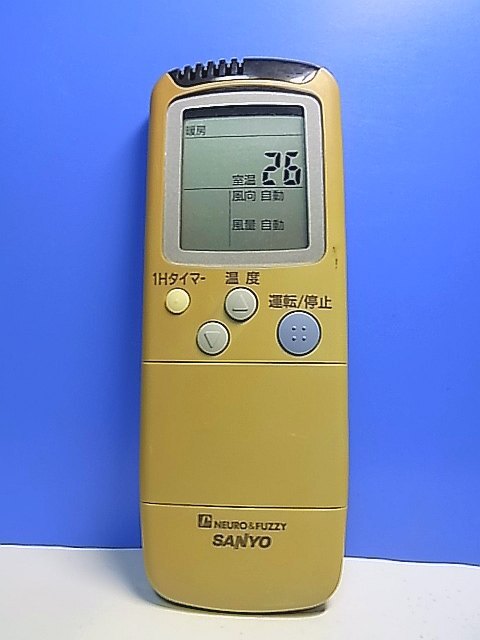 暖房
室温 26
風向 自動
風量 自動
1Hタイマー 温度
運転/停止
NEURO&FUZZY
SANYO